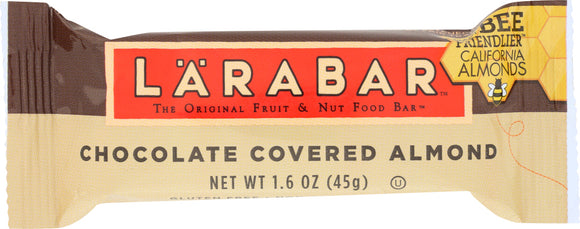 BEE
FRIENDLIER™
CALIFORNIA
ALMONDS
LÄRABAR™
THE ORIGINAL FRUIT & NUT FOOD BAR™
CHOCOLATE COVERED ALMOND
NET WT 1.6 OZ (45g) U